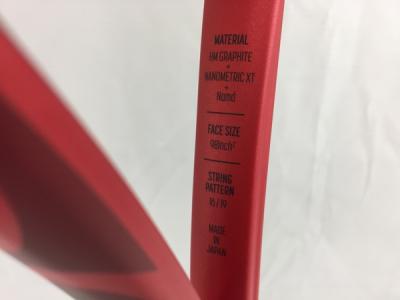 MATERIAL
HM GRAPHITE
+
NANOMETRIC XT
+
Namd
FACE SIZE
98inch²
STRING
PATTERN
16 / 19
MADE
IN
JAPAN